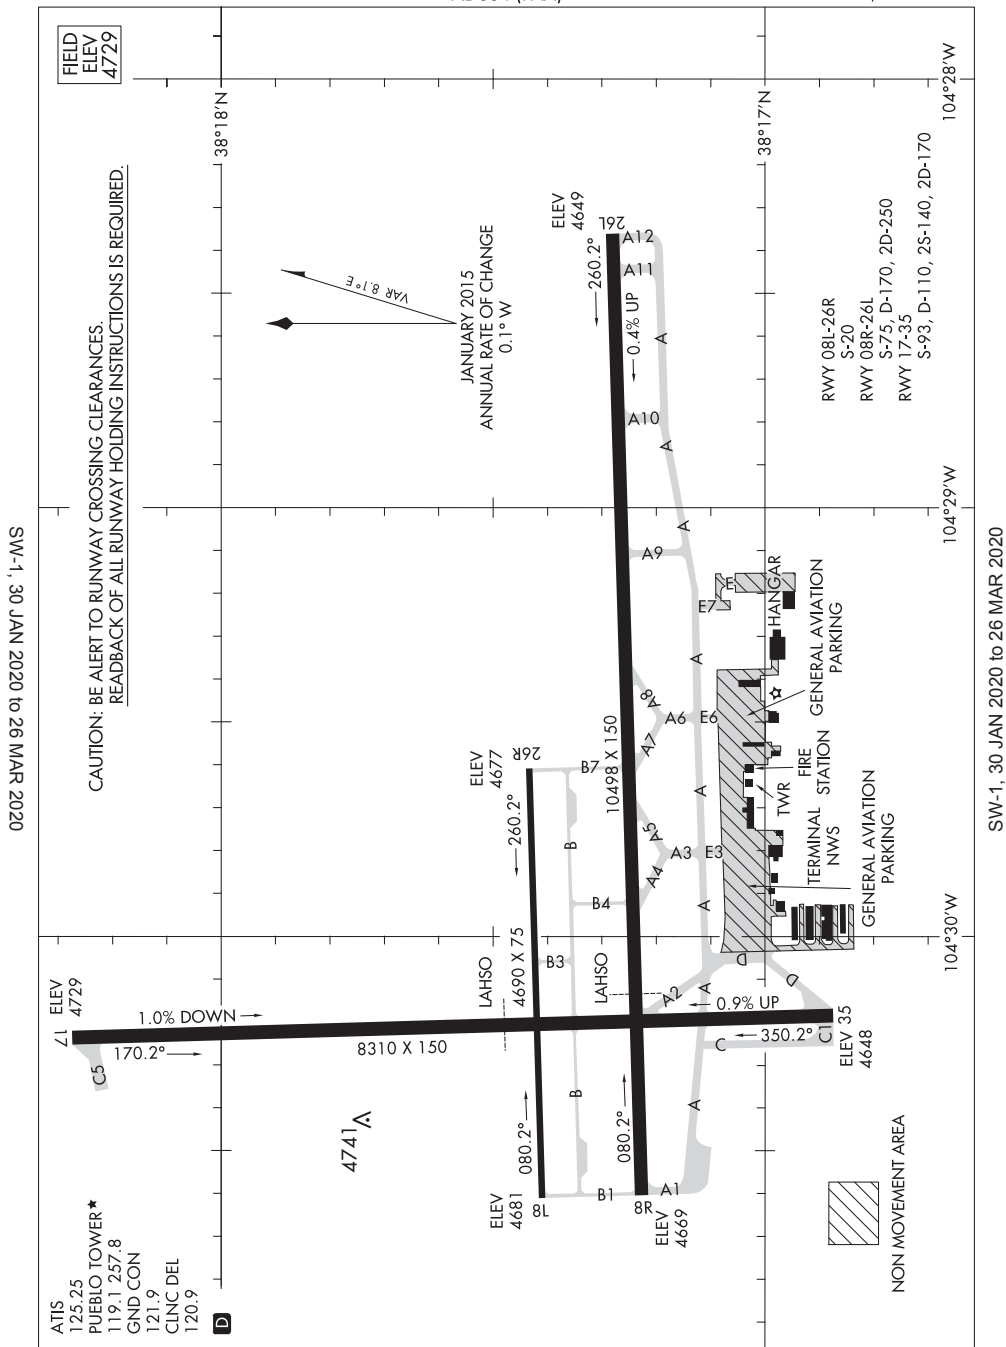 SW-1, 30 JAN 2020 to 26 MAR 2020
SW-1, 30 JAN 2020 to 26 MAR 2020
ATIS
125.25
PUEBLO TOWER★
119.1 257.8
GND CON
121.9
CLNC DEL
120.9
D
CAUTION: BE ALERT TO RUNWAY CROSSING CLEARANCES.
READBACK OF ALL RUNWAY HOLDING INSTRUCTIONS IS REQUIRED.
FIELD
ELEV
4729
38°18'N
38°17'N
104°28'W
104°29'W
104°30'W
VAR 8.1°E
JANUARY 2015
ANNUAL RATE OF CHANGE
0.1° W
ELEV
4729
17
C5
170.2°
1.0% DOWN
8310 X 150
4741
LAHSO
4690 X 75
ELEV
4677
26R
260.2°
ELEV
4681
8L
080.2°
B
B
B1
B3
B4
B7
LAHSO
10498 X 150
ELEV
4649
26L
260.2°
0.4% UP
8R
ELEV
4669
080.2°
A1
A2
A3
A4
A5
A6
A7
A8
A9
A10
A11
A12
A
A
A
A
A
A
A
A
A
0.9% UP
350.2°
C
C1
35
ELEV
4648
D
D
E
E3
E6
E7
HANGAR
GENERAL AVIATION
PARKING
FIRE
STATION
TWR
TERMINAL
NWS
GENERAL AVIATION
PARKING
RWY 08L-26R
S-20
RWY 08R-26L
S-75, D-170, 2D-250
RWY 17-35
S-93, D-110, 2S-140, 2D-170
NON MOVEMENT AREA